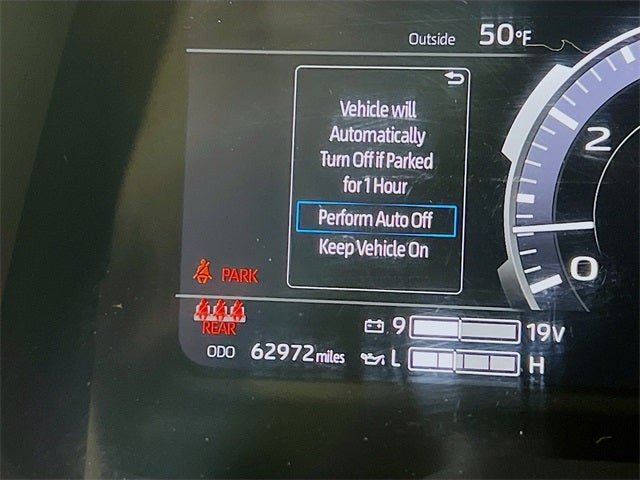 Outside 50°F
Vehicle will
Automatically
Turn Off if Parked
for 1 Hour
Perform Auto Off
Keep Vehicle On
2
0
PARK
REAR
9 19V
ODO 62972 miles
L H